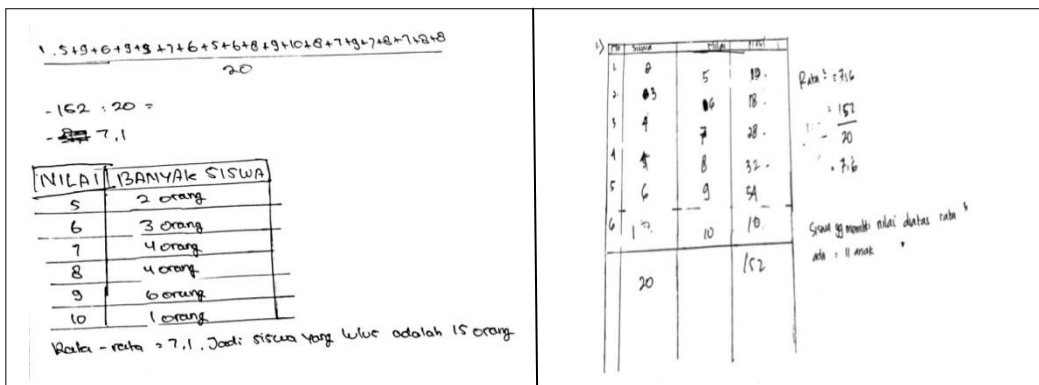 1. 5+9+6+9+9+7+6+5+6+8+9+10+8+7+9+7+8+7+9+8
20
- 152 : 20 =
- 7,1
NILAI BANYAK SISWA
5 2 orang
6 3 orang
7 4 orang
8 4 orang
9 6 orang
10 1 orang
Rata-rata = 7,1. Jadi siswa yang lulus adalah 15 orang
1) No Siswa Nilai
1. 2 5 10.
2. 3 6 18.
3 4 7 28.
4 8 32.
5 6 9 54
6 1 10 10.
20 152
Rata² = 7,6
= 152
20
= 7,6
Siswa yg memiliki nilai diatas rata²
ada = 11 anak